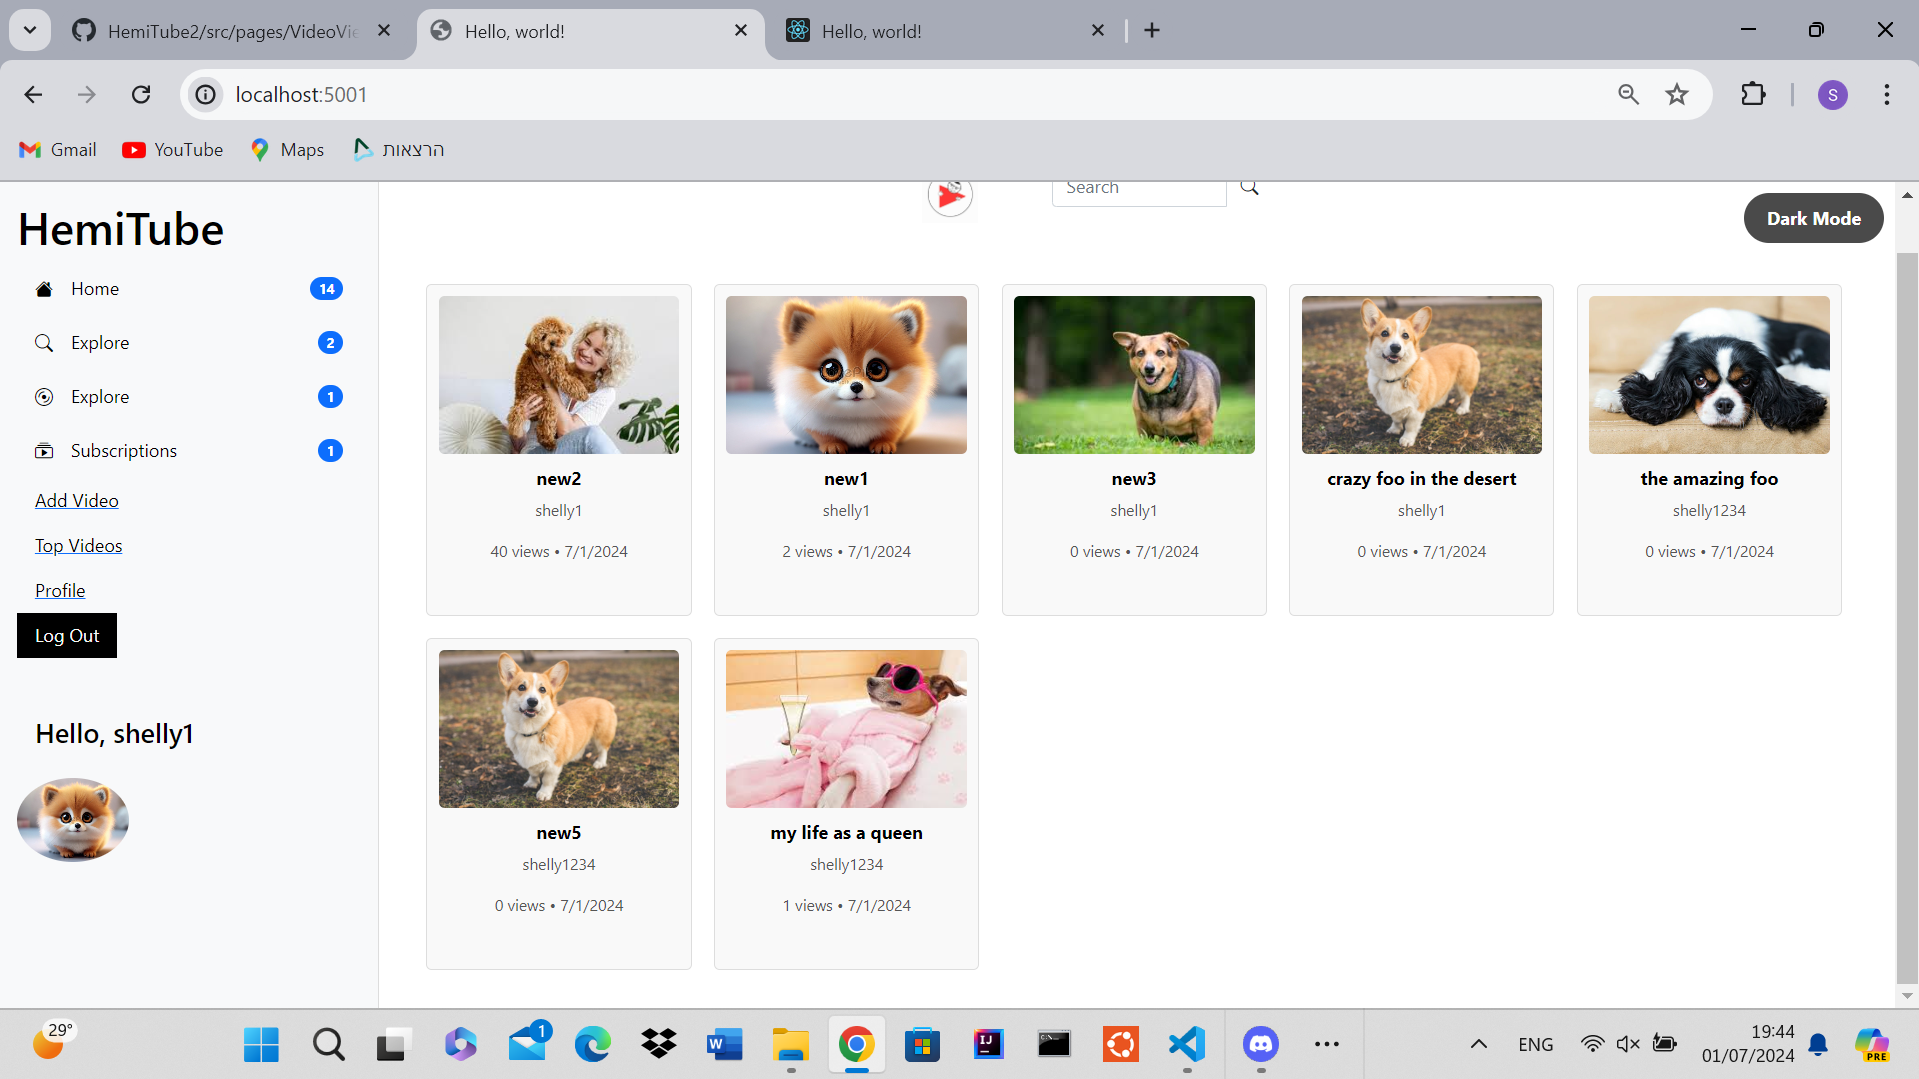 HemiTube2/src/pages/VideoVie
Hello, world!
Hello, world!
localhost:5001
S
Gmail
YouTube
Maps
הרצאות
HemiTube
Search
Dark Mode
Home 14
Explore 2
Explore 1
Subscriptions 1
Add Video
Top Videos
Profile
Log Out
Hello, shelly1
new2
shelly1
40 views • 7/1/2024
new1
shelly1
2 views • 7/1/2024
new3
shelly1
0 views • 7/1/2024
crazy foo in the desert
shelly1
0 views • 7/1/2024
the amazing foo
shelly1234
0 views • 7/1/2024
new5
shelly1234
0 views • 7/1/2024
my life as a queen
shelly1234
1 views • 7/1/2024
29°
1
W
IJ
ENG
19:44
01/07/2024
PRE